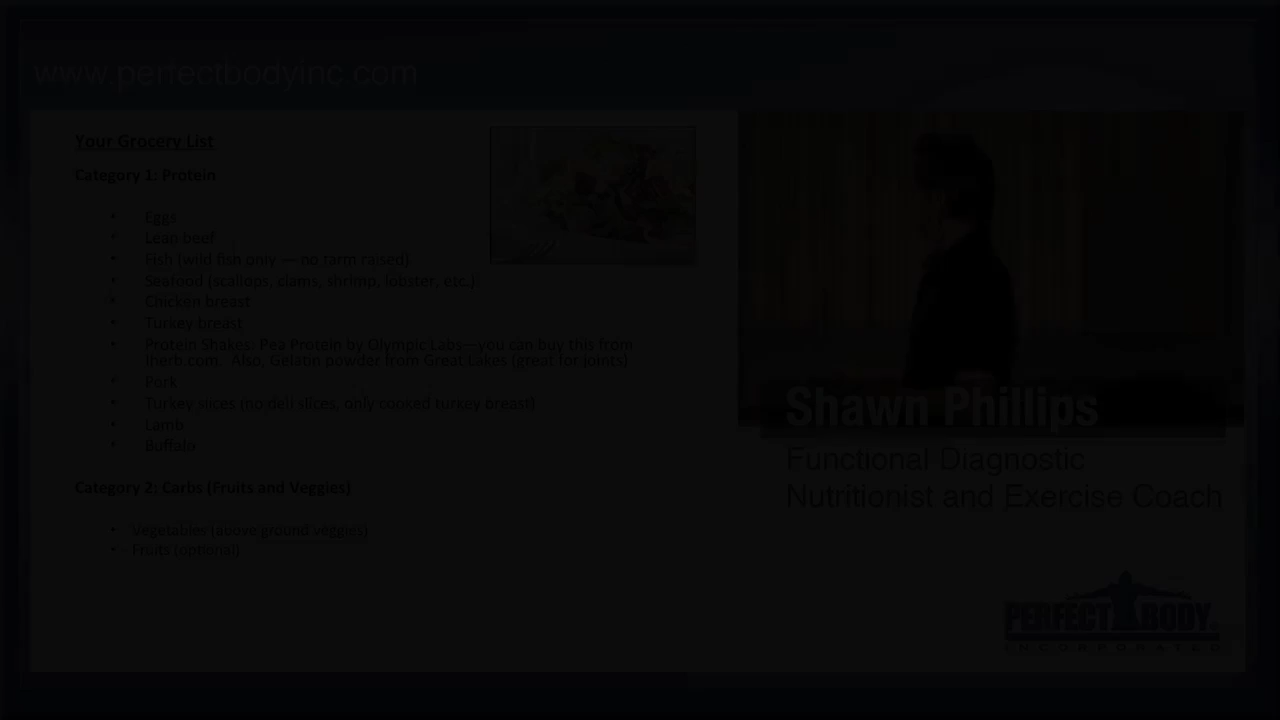 www.perfectbodyinc.com
Your Grocery List
Category 1: Protein
• Eggs
• Lean beef
• Fish (wild fish only — no farm raised)
• Seafood (scallops, clams, shrimp, lobster, etc.)
• Chicken breast
• Turkey breast
• Protein Shakes: Pea Protein by Olympic Labs—you can buy this from
Iherb.com. Also, Gelatin powder from Great Lakes (great for joints)
• Pork
• Turkey slices (no deli slices, only cooked turkey breast)
• Lamb
• Buffalo
Category 2: Carbs (Fruits and Veggies)
• Vegetables (above ground veggies)
• Fruits (optional)
Shawn Phillips
Functional Diagnostic
Nutritionist and Exercise Coach
PERFECT BODY
INCORPORATED